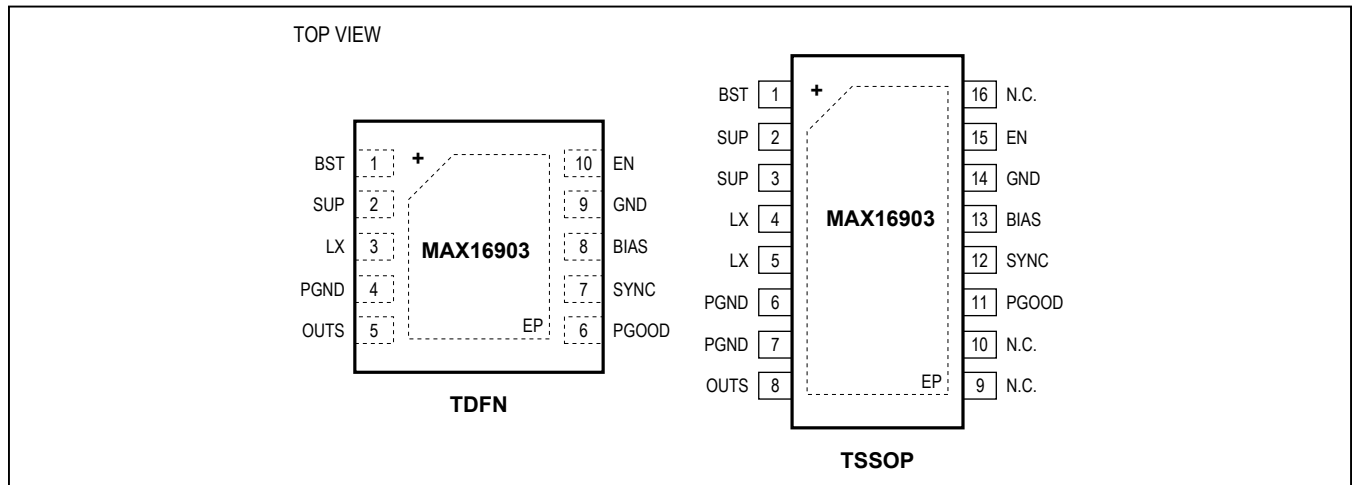 TOP VIEW
BST 1 + 10 EN
SUP 2 9 GND
LX 3 MAX16903 8 BIAS
PGND 4 7 SYNC
OUTS 5 EP 6 PGOOD
TDFN
BST 1 + 16 N.C.
SUP 2 15 EN
SUP 3 14 GND
LX 4 MAX16903 13 BIAS
LX 5 12 SYNC
PGND 6 11 PGOOD
PGND 7 10 N.C.
OUTS 8 EP 9 N.C.
TSSOP